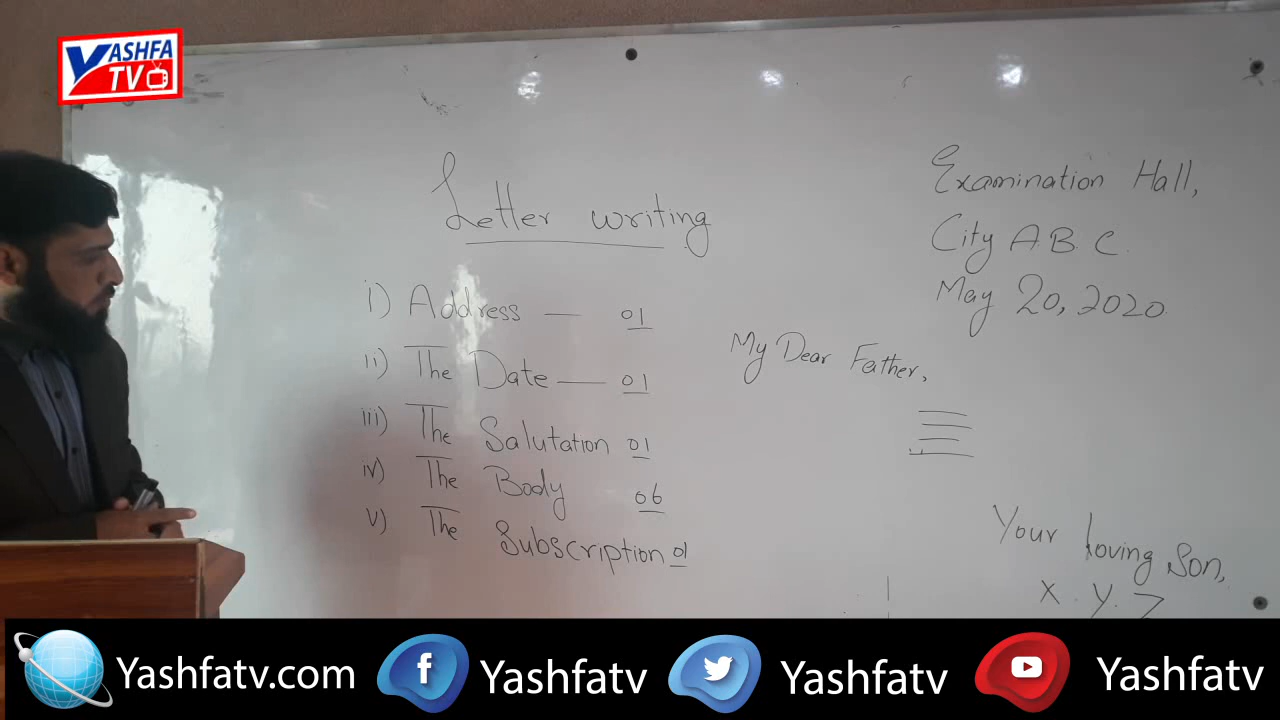 YASHFA
TV
Letter writing
i) Address — 01
ii) The Date — 01
iii) The Salutation 01
iv) The Body 06
v) The Subscription 01
Examination Hall,
City A.B.C.
May 20, 2020.
My Dear Father,
Your loving Son,
X.Y.Z
Yashfatv.com
f Yashfatv
Yashfatv
Yashfatv